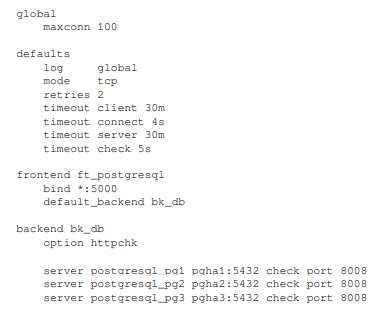 global
    maxconn 100

defaults
    log     global
    mode    tcp
    retries 2
    timeout client 30m
    timeout connect 4s
    timeout server 30m
    timeout check 5s

frontend ft_postgresql
    bind *:5000
    default_backend bk_db

backend bk_db
    option httpchk

    server postgresql_pg1 pgha1:5432 check port 8008
    server postgresql_pg2 pgha2:5432 check port 8008
    server postgresql_pg3 pgha3:5432 check port 8008